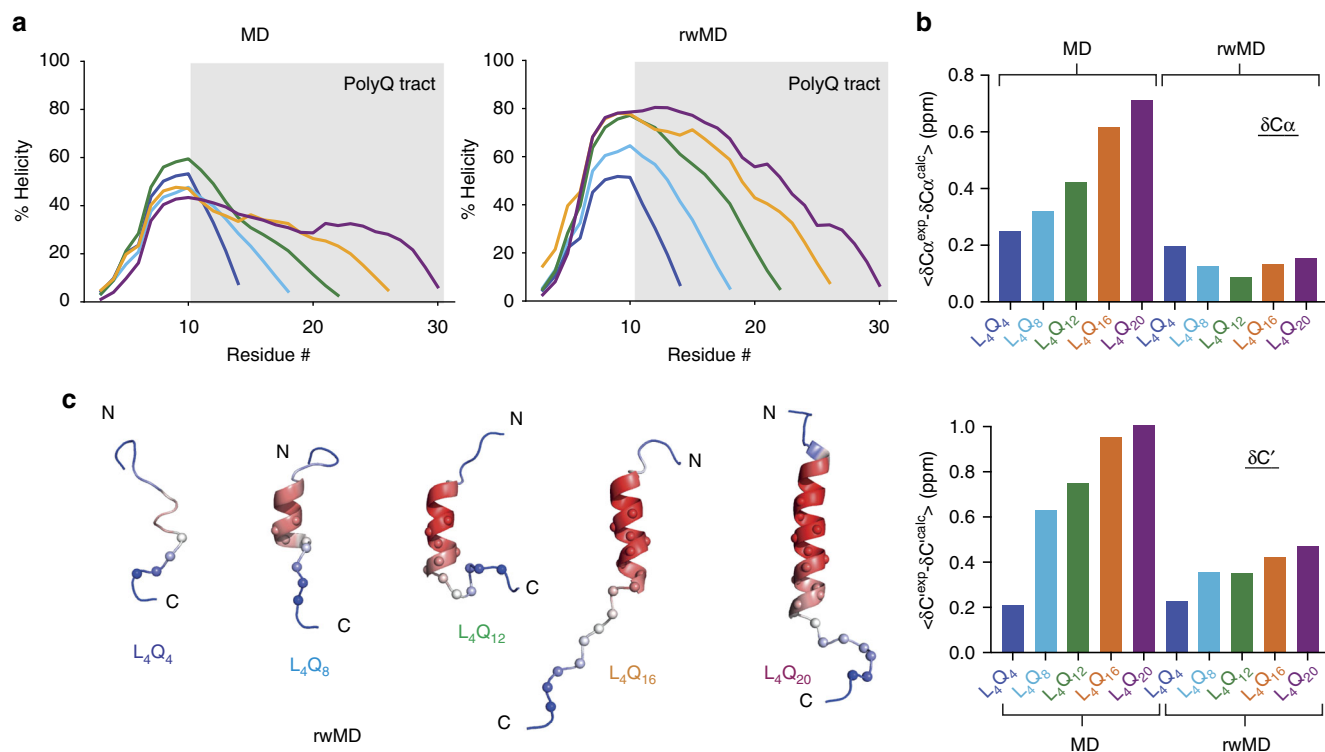 a
MD
rwMD
100
80
60
40
20
0
% Helicity
PolyQ tract
10
20
30
Residue #
100
80
60
40
20
0
% Helicity
PolyQ tract
10
20
30
Residue #
b
MD
rwMD
0.8
0.6
0.4
0.2
0.0
<δCα^exp-δCα^calc> (ppm)
δCα
L₄Q₄
L₄Q₈
L₄Q₁₂
L₄Q₁₆
L₄Q₂₀
L₄Q₄
L₄Q₈
L₄Q₁₂
L₄Q₁₆
L₄Q₂₀
1.0
0.8
0.6
0.4
0.2
0.0
<δC'^exp-δC'^calc> (ppm)
δC′
L₄Q₄
L₄Q₈
L₄Q₁₂
L₄Q₁₆
L₄Q₂₀
L₄Q₄
L₄Q₈
L₄Q₁₂
L₄Q₁₆
L₄Q₂₀
MD
rwMD
c
N
C
L₄Q₄
N
C
L₄Q₈
N
C
L₄Q₁₂
N
C
L₄Q₁₆
N
C
L₄Q₂₀
rwMD